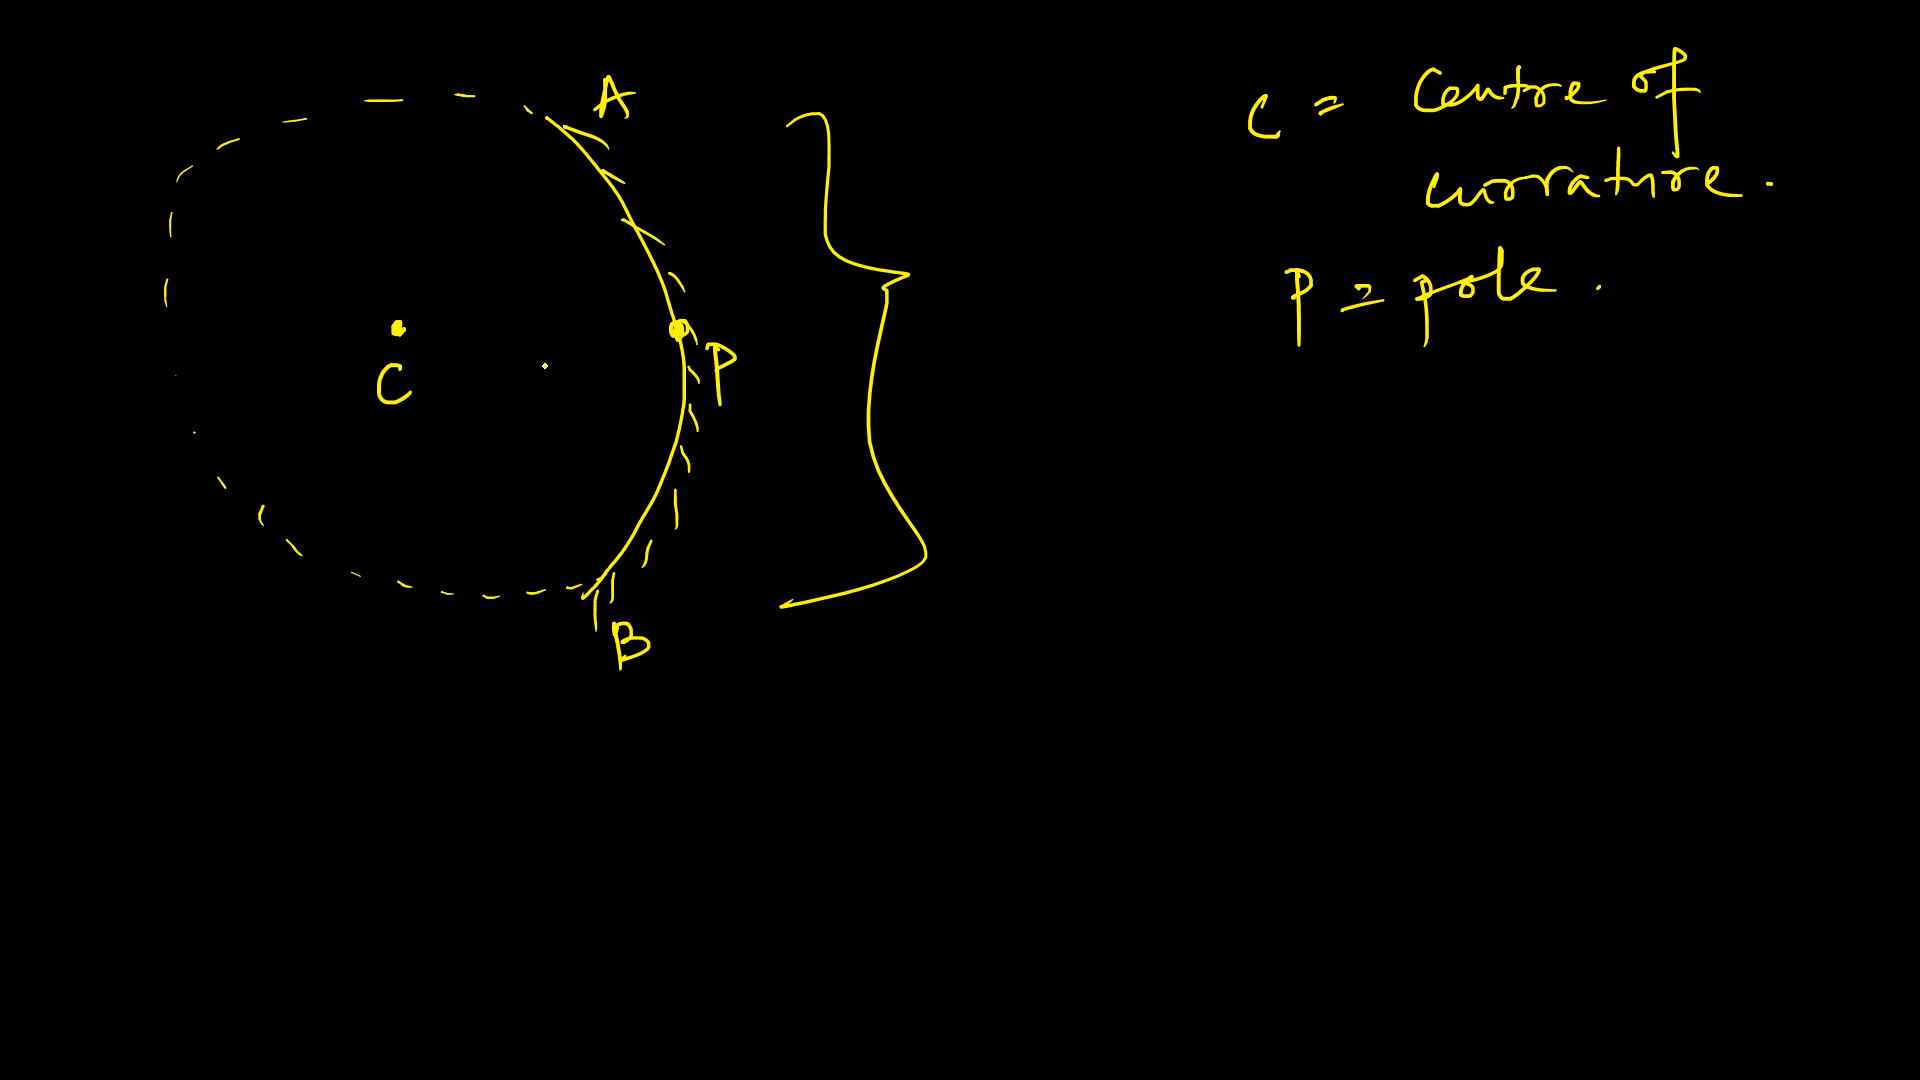 A
C = Centre of
curvature.
P = pole.
C
P
B